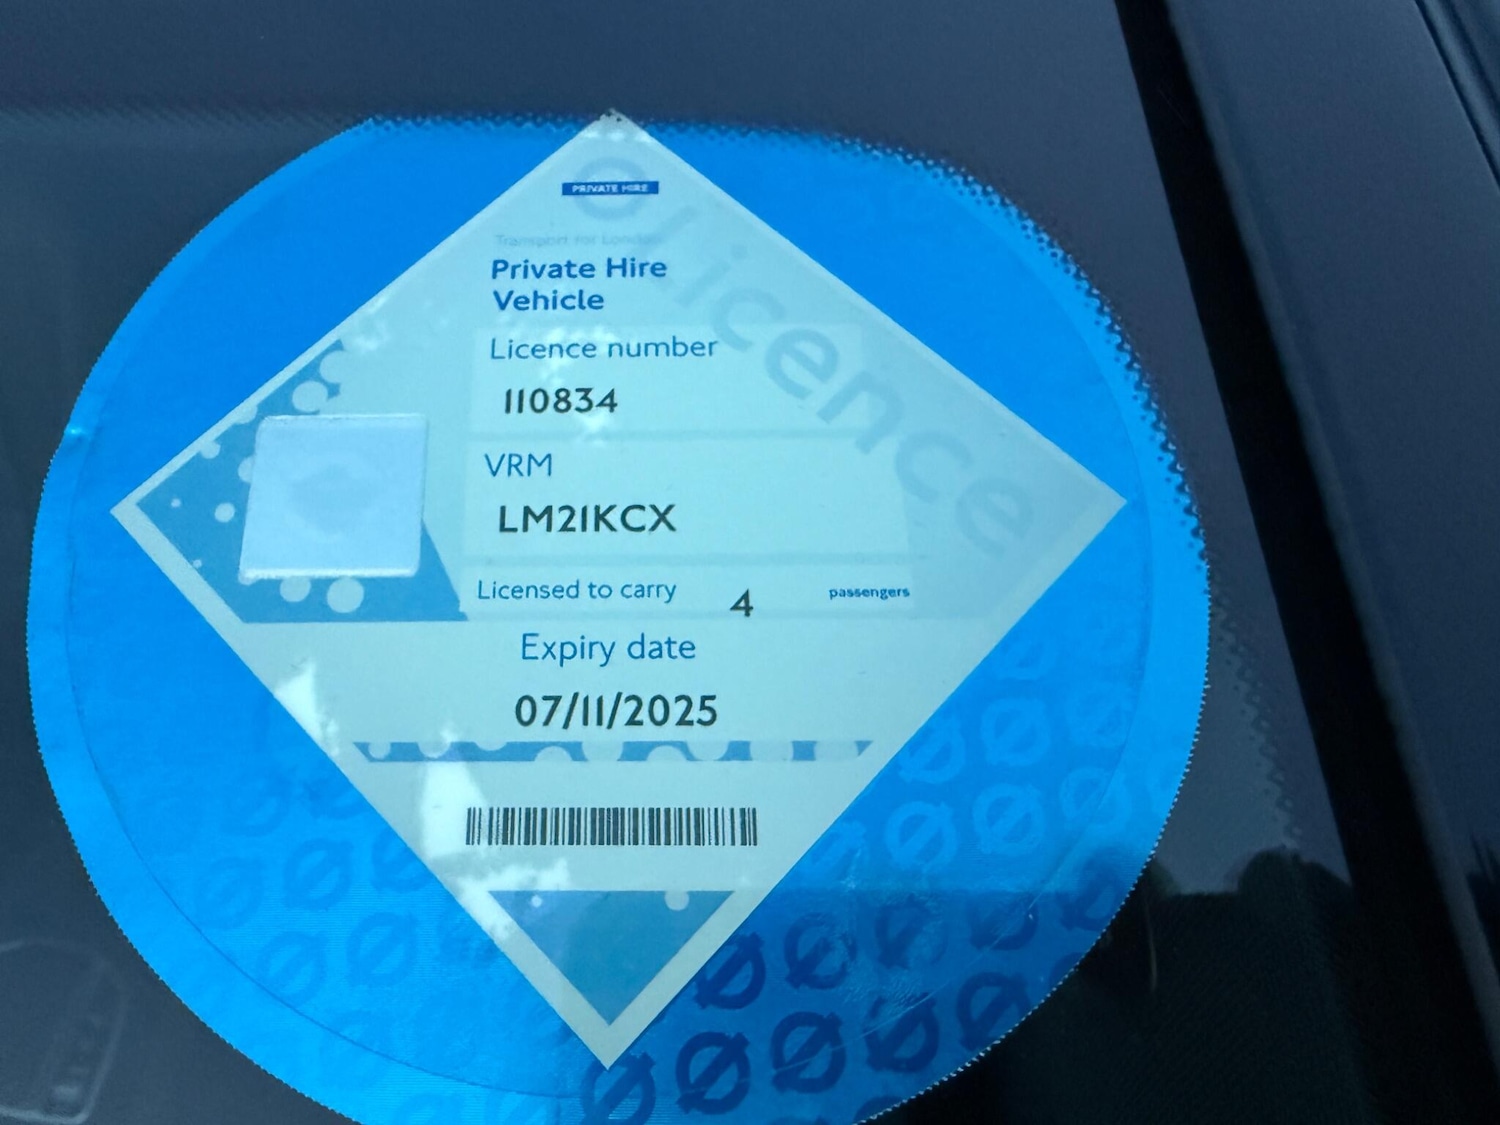 PRIVATE HIRE
Transport for London
Private Hire
Vehicle
Licence number
110834
VRM
LM21KCX
Licensed to carry 4 passengers
Expiry date
07/11/2025
Licence